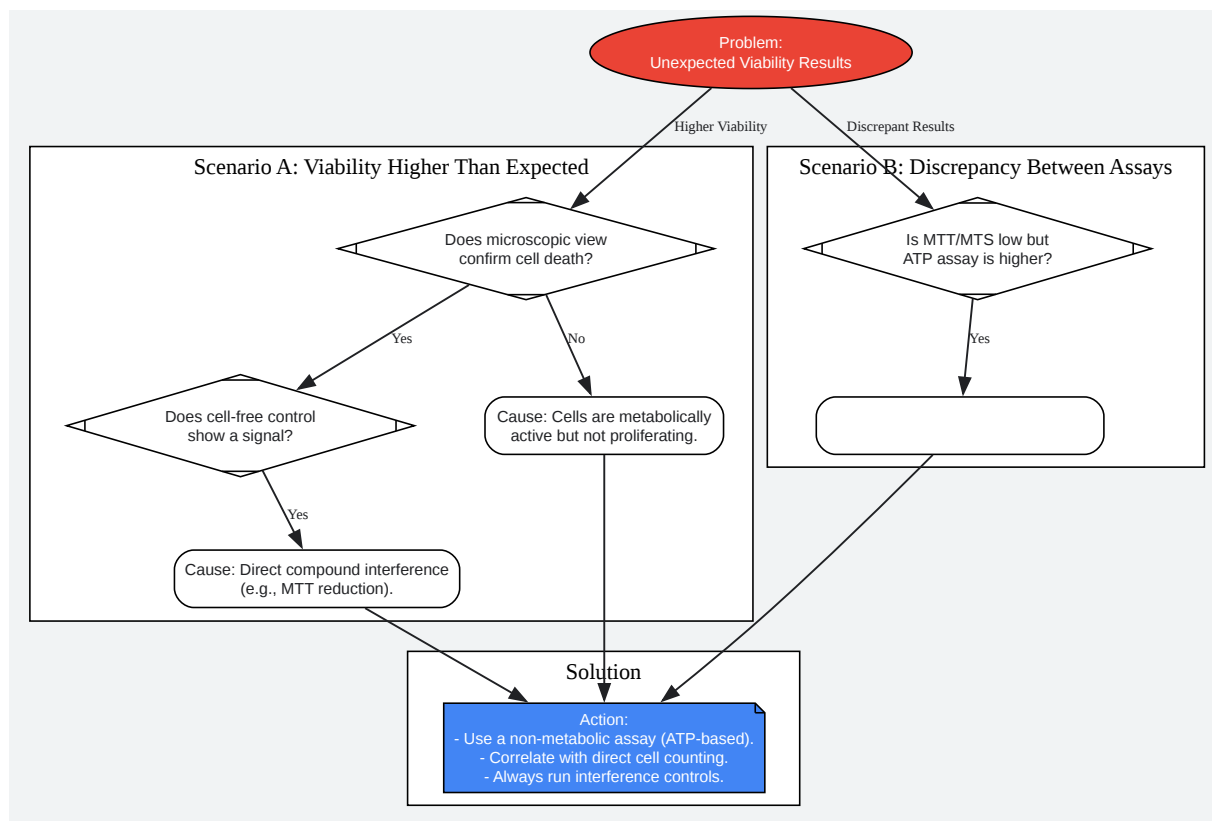 Problem:
Unexpected Viability Results
Higher Viability
Discrepant Results
Scenario A: Viability Higher Than Expected
Scenario B: Discrepancy Between Assays
Does microscopic view
confirm cell death?
Is MTT/MTS low but
ATP assay is higher?
Yes
No
Yes
Does cell-free control
show a signal?
Cause: Cells are metabolically
active but not proliferating.
Yes
Cause: Direct compound interference
(e.g., MTT reduction).
Solution
Action:
- Use a non-metabolic assay (ATP-based).
- Correlate with direct cell counting.
- Always run interference controls.